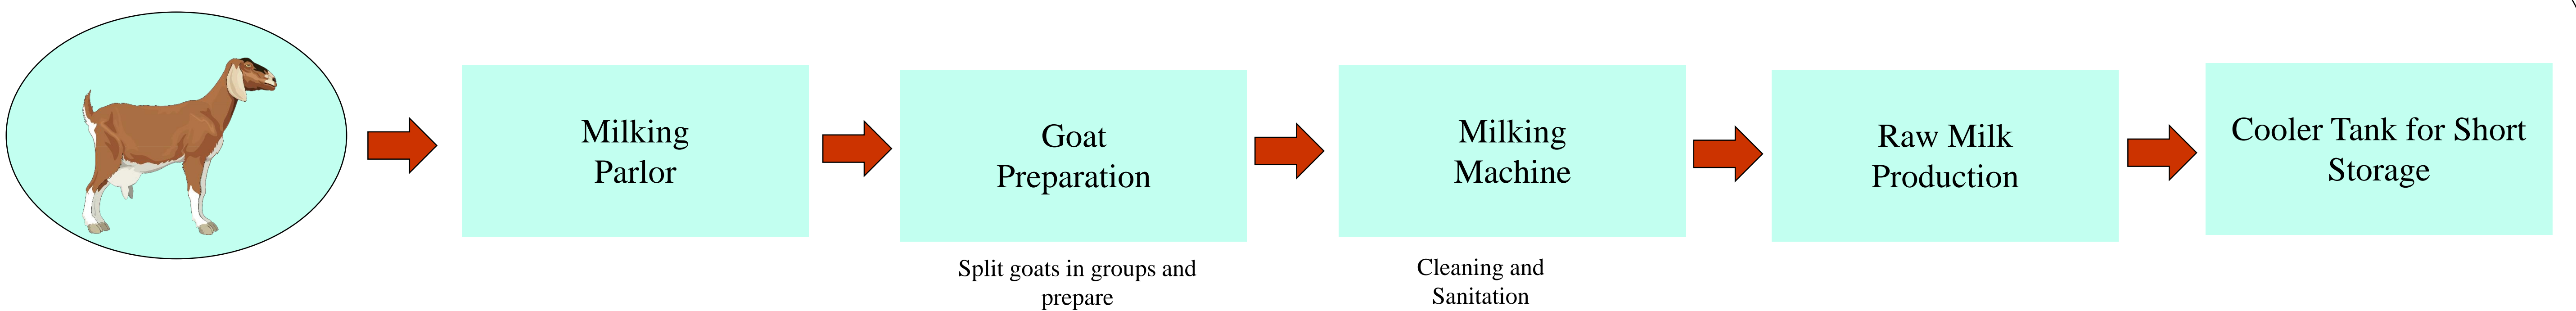 Milking
Parlor
Goat
Preparation
Split goats in groups and
prepare
Milking
Machine
Cleaning and
Sanitation
Raw Milk
Production
Cooler Tank for Short
Storage